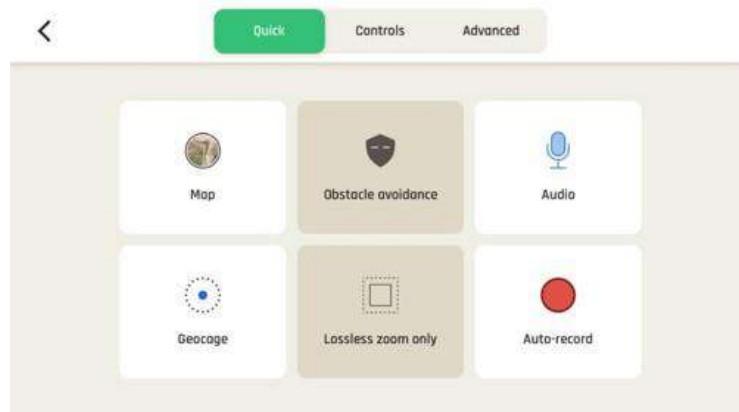 Quick Controls Advanced
Map Obstacle avoidance Audio
Geocage Lossless zoom only Auto-record